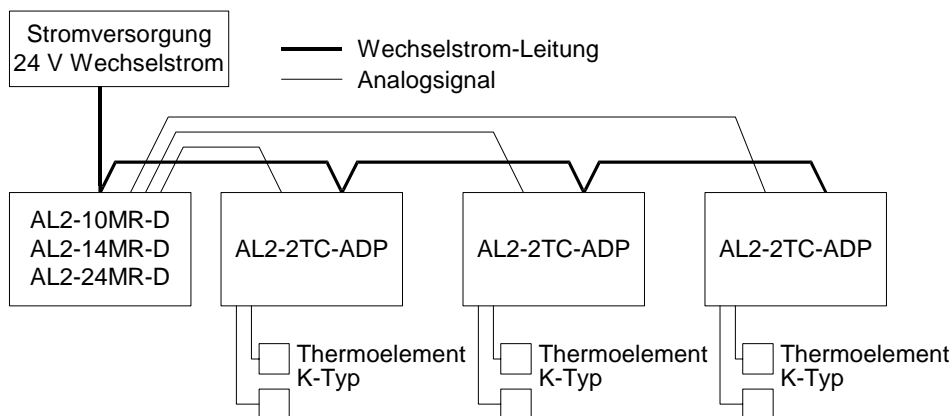 Stromversorgung
24 V Wechselstrom
Wechselstrom-Leitung
Analogsignal
AL2-10MR-D
AL2-14MR-D
AL2-24MR-D
AL2-2TC-ADP
AL2-2TC-ADP
AL2-2TC-ADP
Thermoelement
K-Typ
Thermoelement
K-Typ
Thermoelement
K-Typ